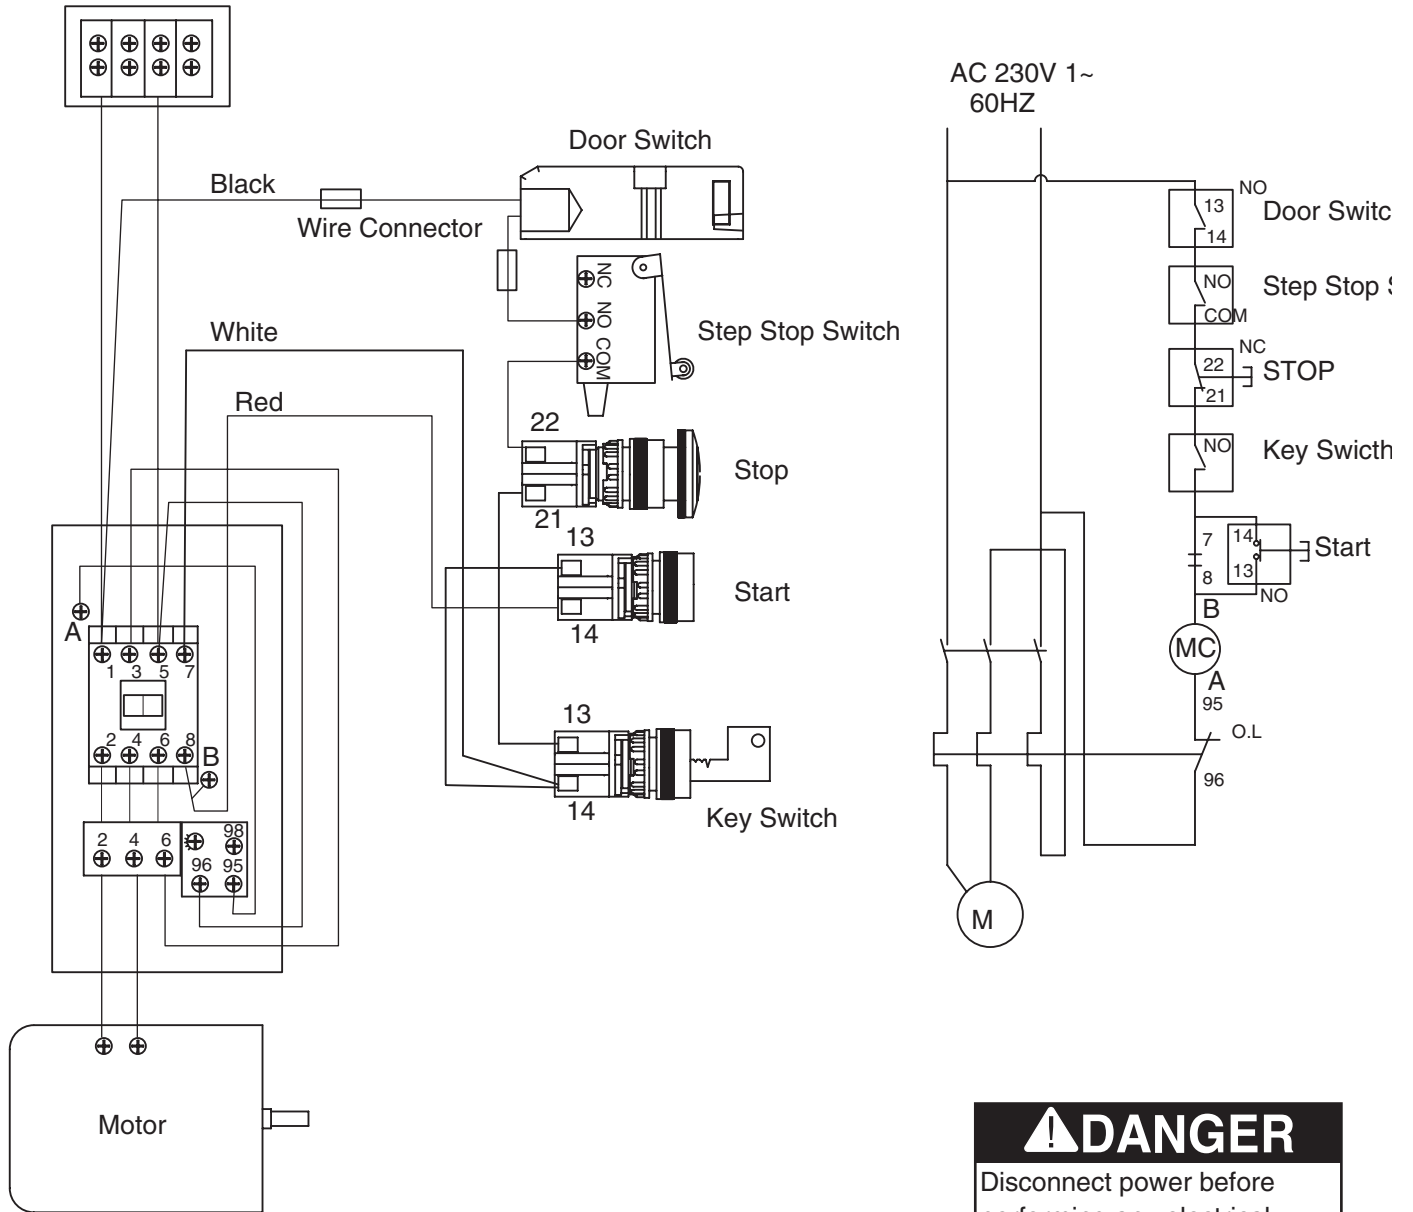 AC 230V 1~
60HZ
Door Switch
Black
Wire Connector
NC
NO
COM
Step Stop Switch
White
Red
22
Stop
21
13
Start
14
13
14
Key Switch
A
1 3 5 7
2 4 6 8
B
2 4 6
98
96 95
Motor
NO
13
Door Switc
14
NO
Step Stop
COM
NC
22
STOP
21
NO
Key Swicth
7
14
Start
8
13
NO
B
MC
A
95
O.L
96
M
DANGER
Disconnect power before